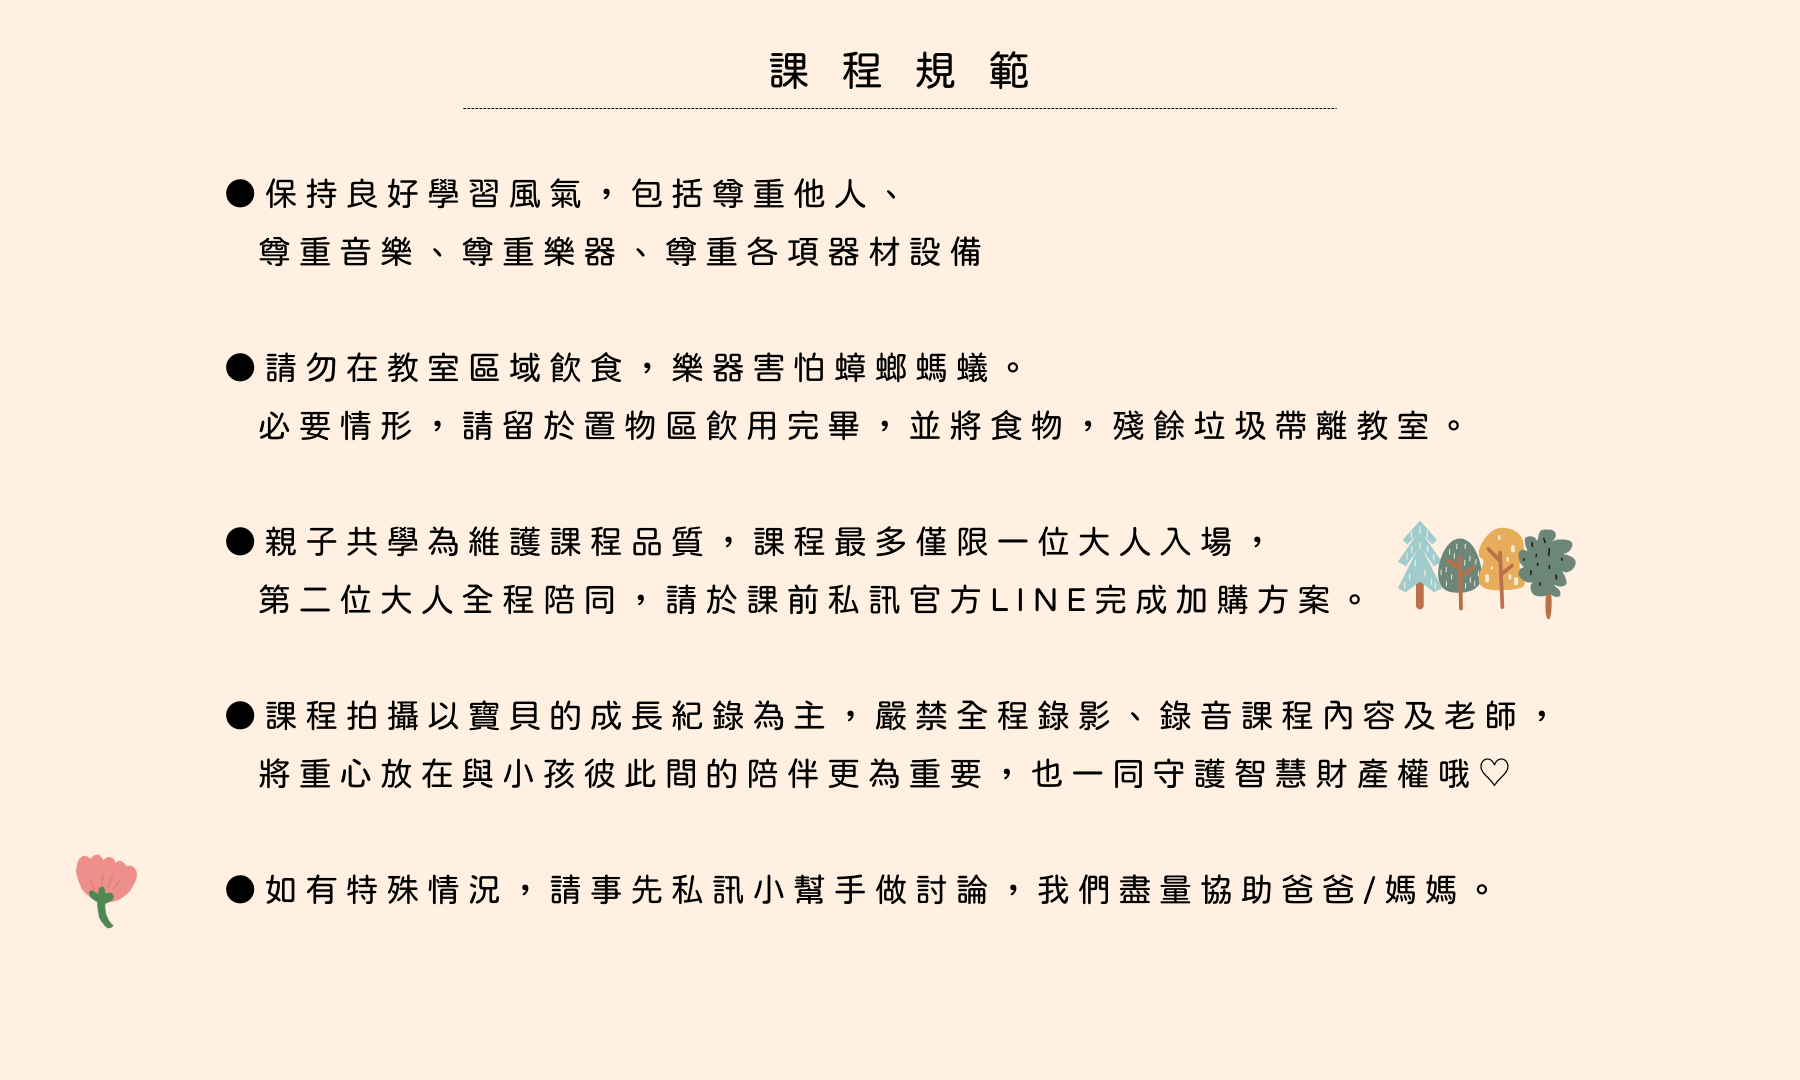 課程規範
●保持良好學習風氣，包括尊重他人、
尊重音樂、尊重樂器、尊重各項器材設備
●請勿在教室區域飲食，樂器害怕蟑螂螞蟻。
必要情形，請留於置物區飲用完畢，並將食物，殘餘垃圾帶離教室。
●親子共學為維護課程品質，課程最多僅限一位大人入場，
第二位大人全程陪同，請於課前私訊官方LINE完成加購方案。
●課程拍攝以寶貝的成長紀錄為主，嚴禁全程錄影、錄音課程內容及老師，
將重心放在與小孩彼此間的陪伴更為重要，也一同守護智慧財產權哦♡
●如有特殊情況，請事先私訊小幫手做討論，我們盡量協助爸爸/媽媽。